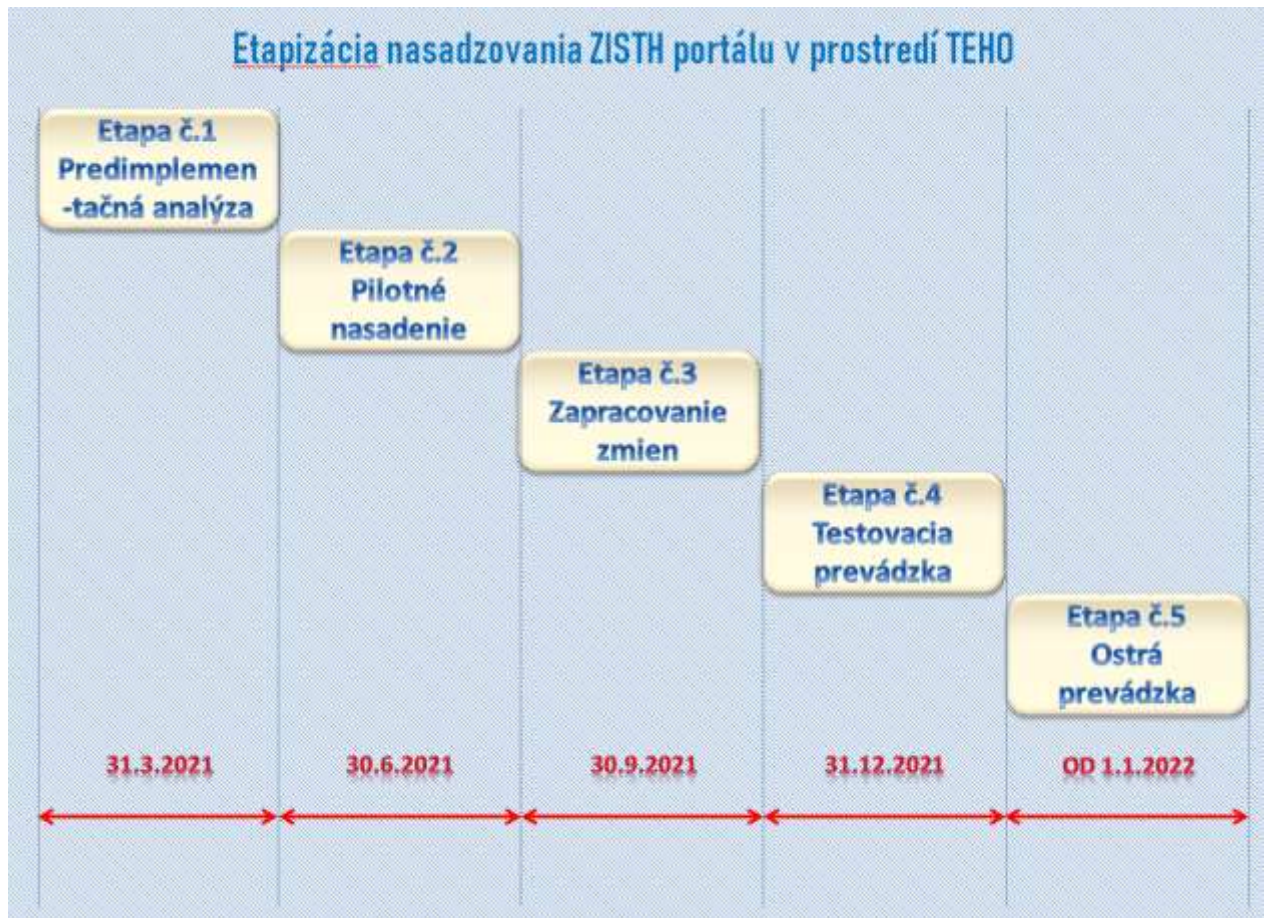 Etapizácia nasadzovania ZISTH portálu v prostredí TEHO
Etapa č.1
Predimplemen
-tačná analýza
Etapa č.2
Pilotné
nasadenie
Etapa č.3
Zapracovanie
zmien
Etapa č.4
Testovacia
prevádzka
Etapa č.5
Ostrá
prevádzka
31.3.2021
30.6.2021
30.9.2021
31.12.2021
OD 1.1.2022